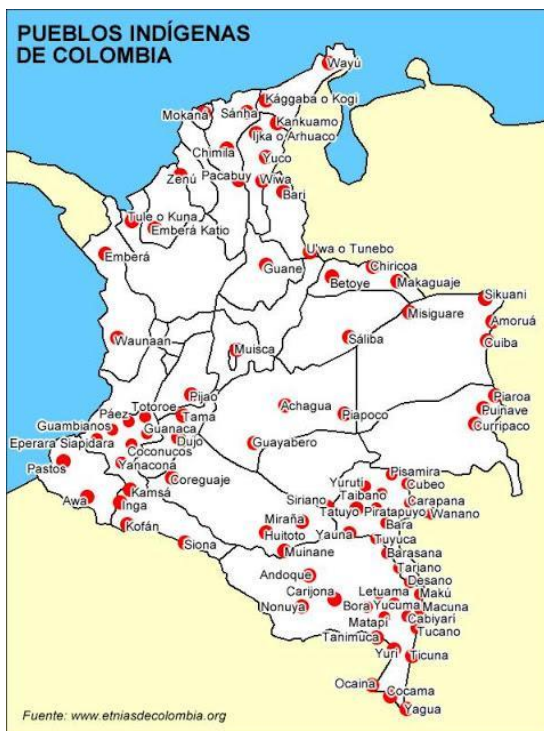 PUEBLOS INDÍGENAS
DE COLOMBIA
Wayú
Kággaba o Kogi
Sánha
Mokana
Kankuamo
Ijka o Arhuaco
Chimila
Yuco
Zenú
Pacabuy
Wiwa
Bari
Tule o Kuna
Emberá Katio
Emberá
U'wa o Tunebo
Guane
Chiricoa
Betoye
Makaguaje
Sikuani
Misiguare
Amoruá
Waunaan
Sáliba
Cuiba
Muisca
Pijao
Achagua
Piaroa
Totoroe
Tama
Piapoco
Puinave
Páez
Guambianos
Guanaca
Curripaco
Eperara Siapidara
Dujo
Guayabero
Coconucos
Pastos
Yanacona
Coreguaje
Pisamira
Kamsá
Yuruti
Cubeo
Awa
Inga
Siriano
Taibano
Carapana
Tatuyo
Piratapuyo
Wanano
Kofán
Miraña
Bara
Huitoto
Yauna
Tuyuca
Siona
Muinane
Barasana
Tariano
Andoque
Desano
Carijona
Letuama
Makú
Nonuya
Bora
Yucuma
Macuna
Matapí
Cabiyarí
Tucano
Tanimuca
Yuri
Ticuna
Ocaina
Cocama
Yagua
Fuente: www.etniasdecolombia.org